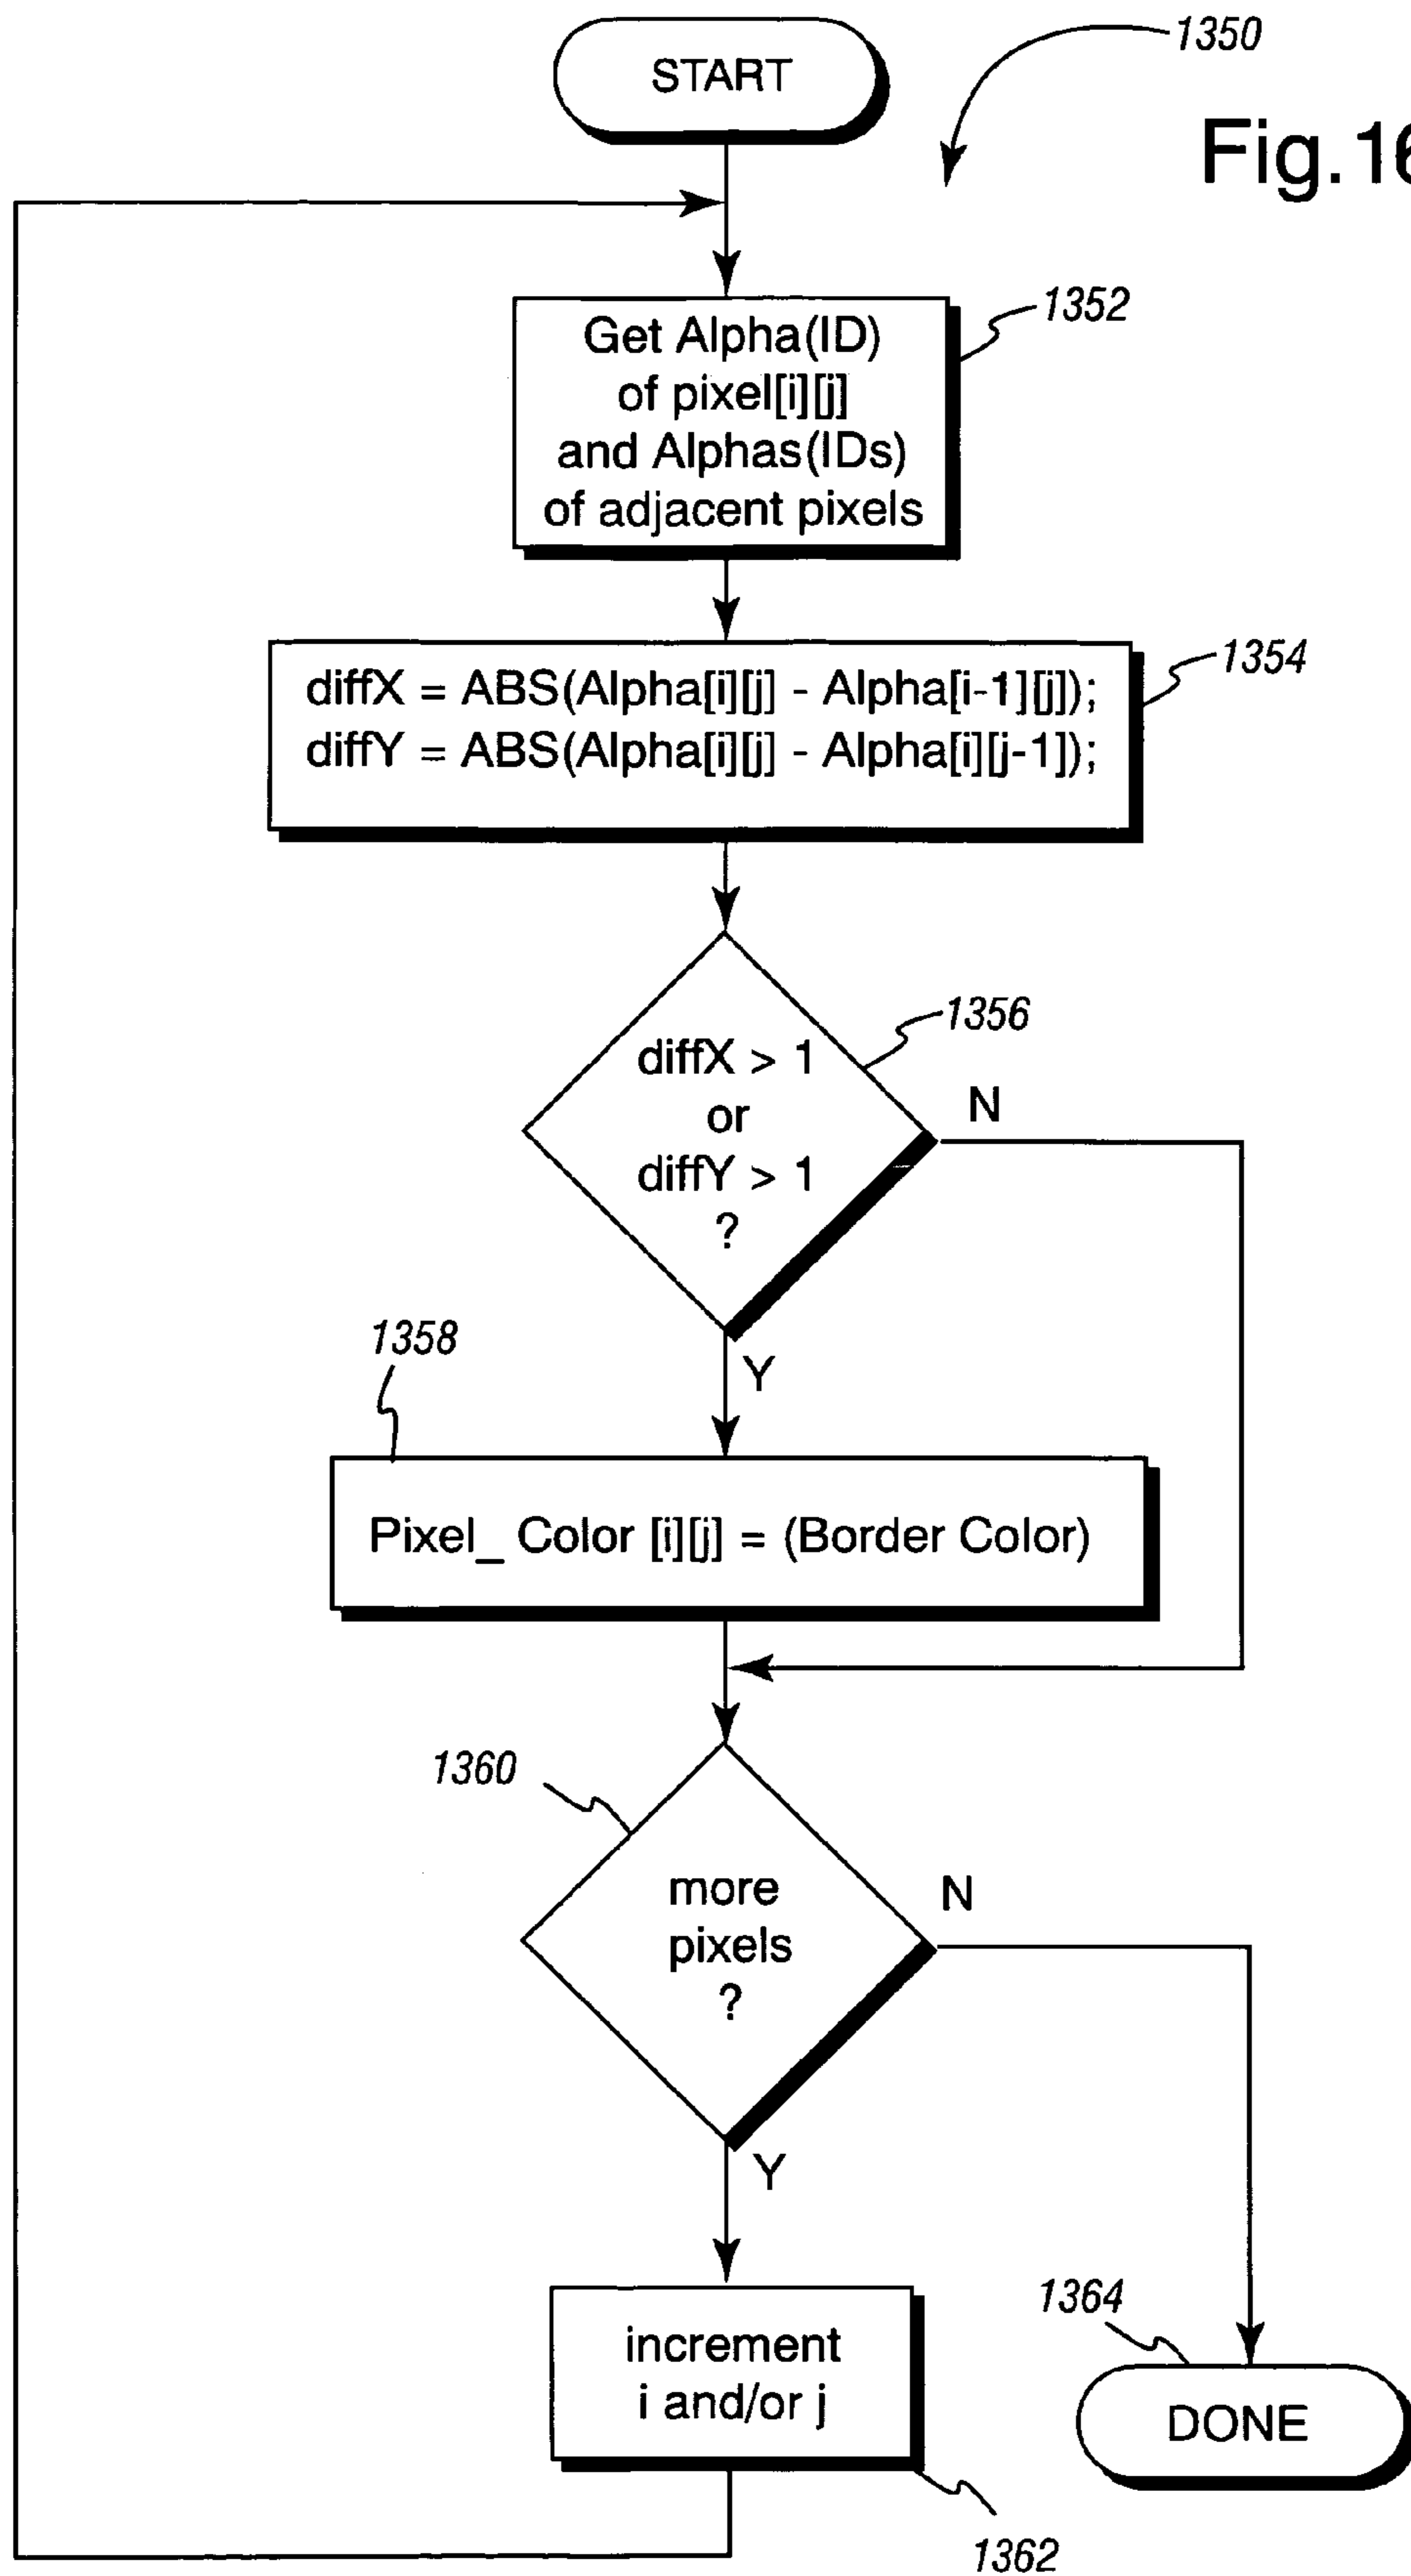 START
1350
Fig.16
1352
Get Alpha(ID)
of pixel[i][j]
and Alphas(IDs)
of adjacent pixels
1354
diffX = ABS(Alpha[i][j] - Alpha[i-1][j]);
diffY = ABS(Alpha[i][j] - Alpha[i][j-1]);
1356
diffX > 1
or
diffY > 1
?
N
Y
1358
Pixel_ Color [i][j] = (Border Color)
1360
more
pixels
?
N
Y
increment
i and/or j
1362
1364
DONE